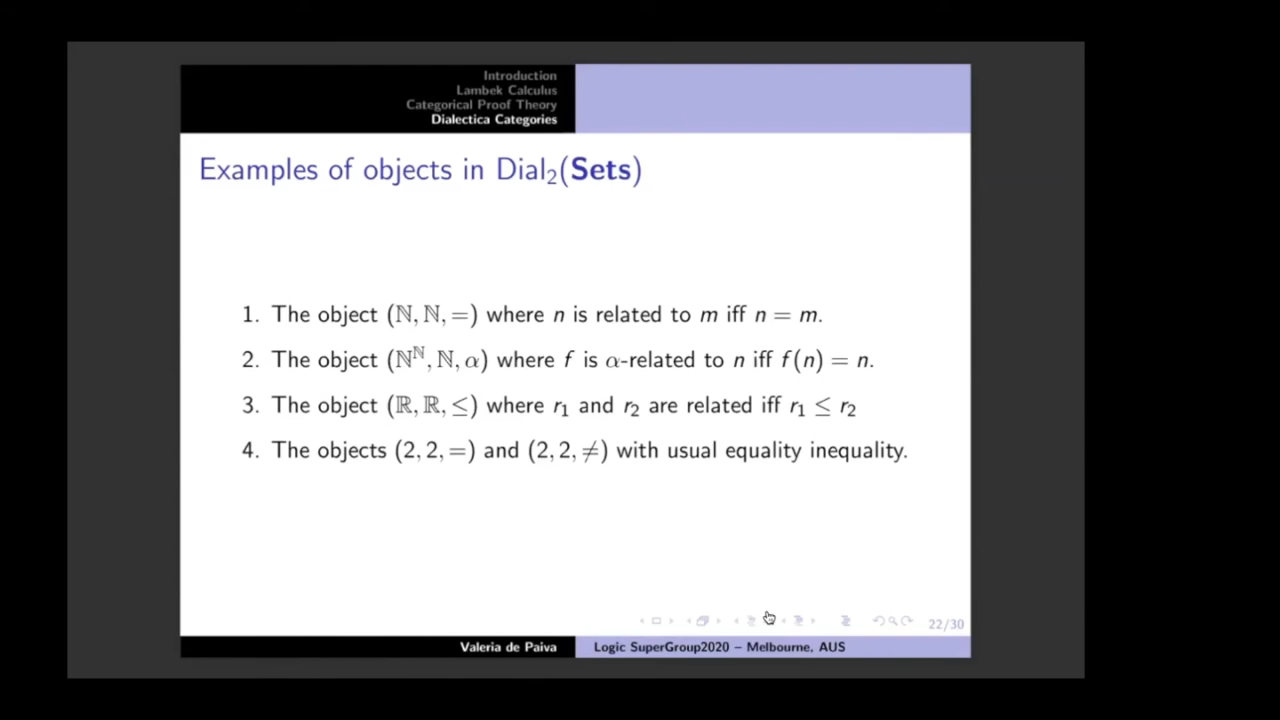 Introduction
Lambek Calculus
Categorical Proof Theory
Dialectica Categories
Examples of objects in Dial₂(Sets)
1. The object (ℕ, ℕ, =) where n is related to m iff n = m.
2. The object (ℕ^ℕ, ℕ, α) where f is α-related to n iff f(n) = n.
3. The object (ℝ, ℝ, ≤) where r₁ and r₂ are related iff r₁ ≤ r₂
4. The objects (2, 2, =) and (2, 2, ≠) with usual equality inequality.
22/30
Valeria de Paiva Logic SuperGroup2020 – Melbourne, AUS